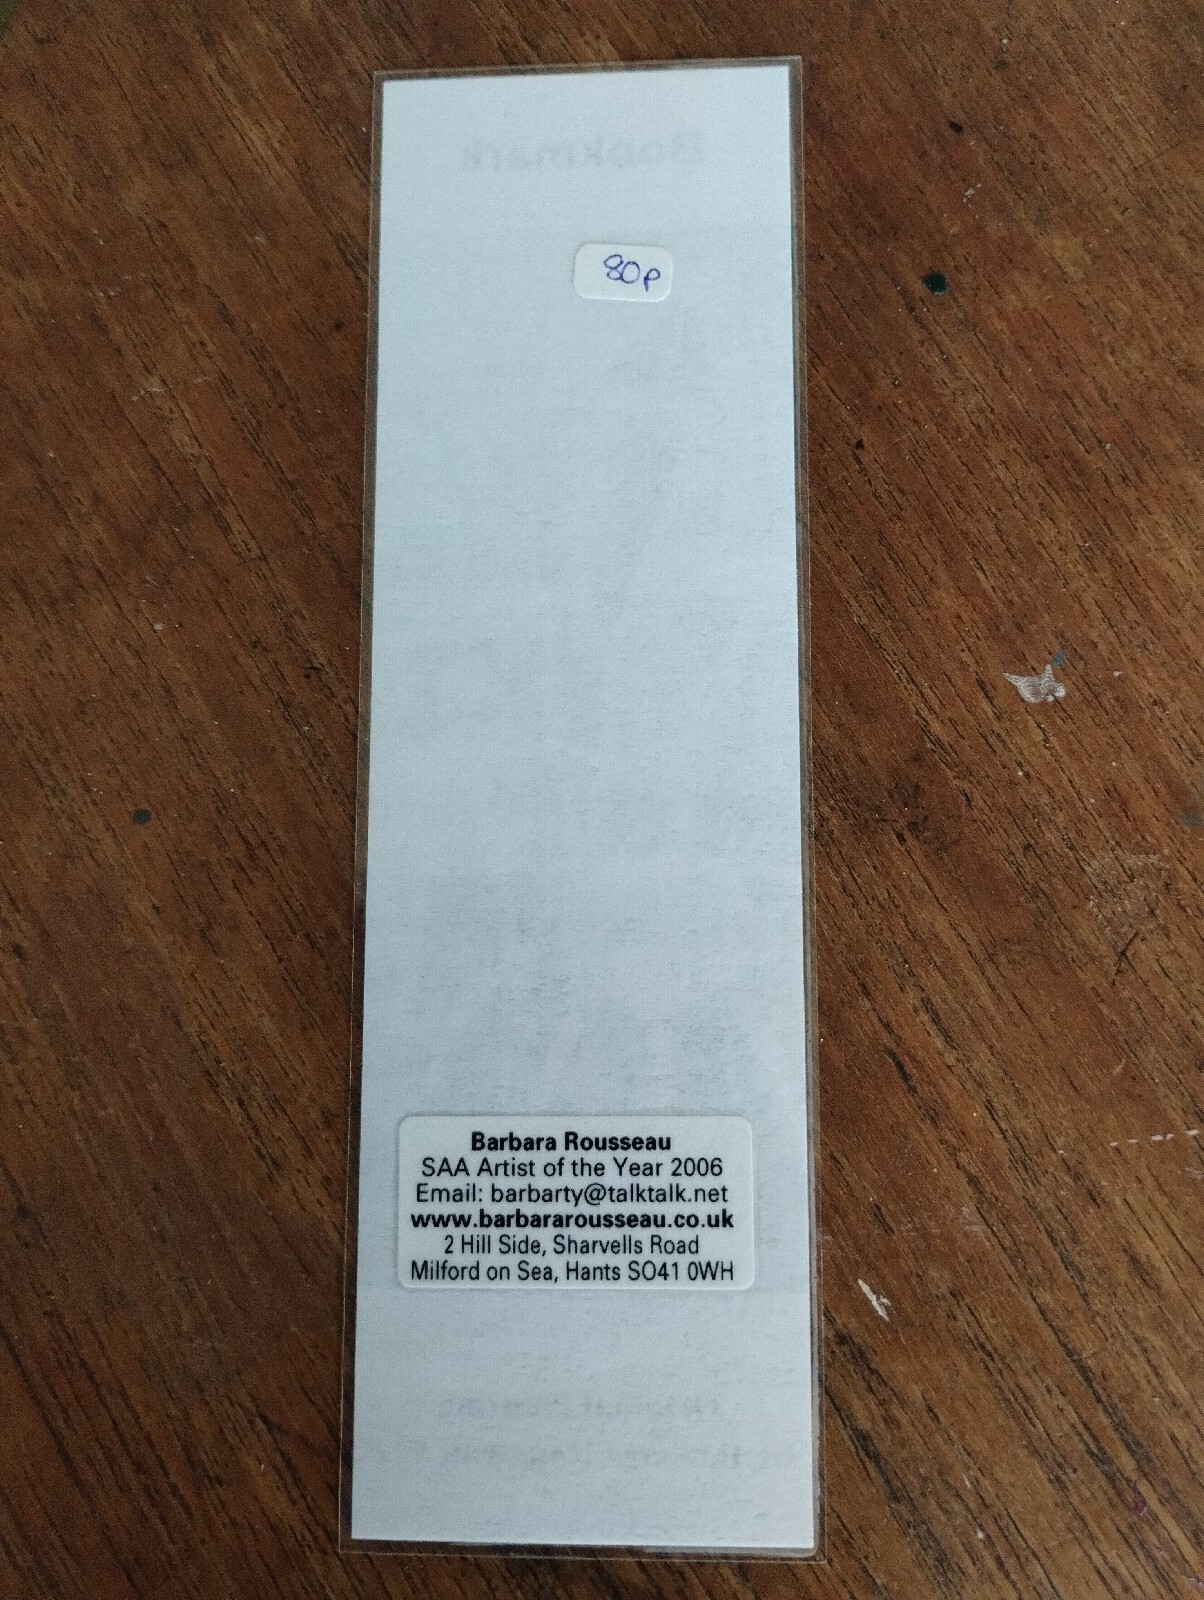 Bookmark
80p
Barbara Rousseau
SAA Artist of the Year 2006
Email: barbarty@talktalk.net
www.barbararousseau.co.uk
2 Hill Side, Sharvells Road
Milford on Sea, Hants SO41 0WH